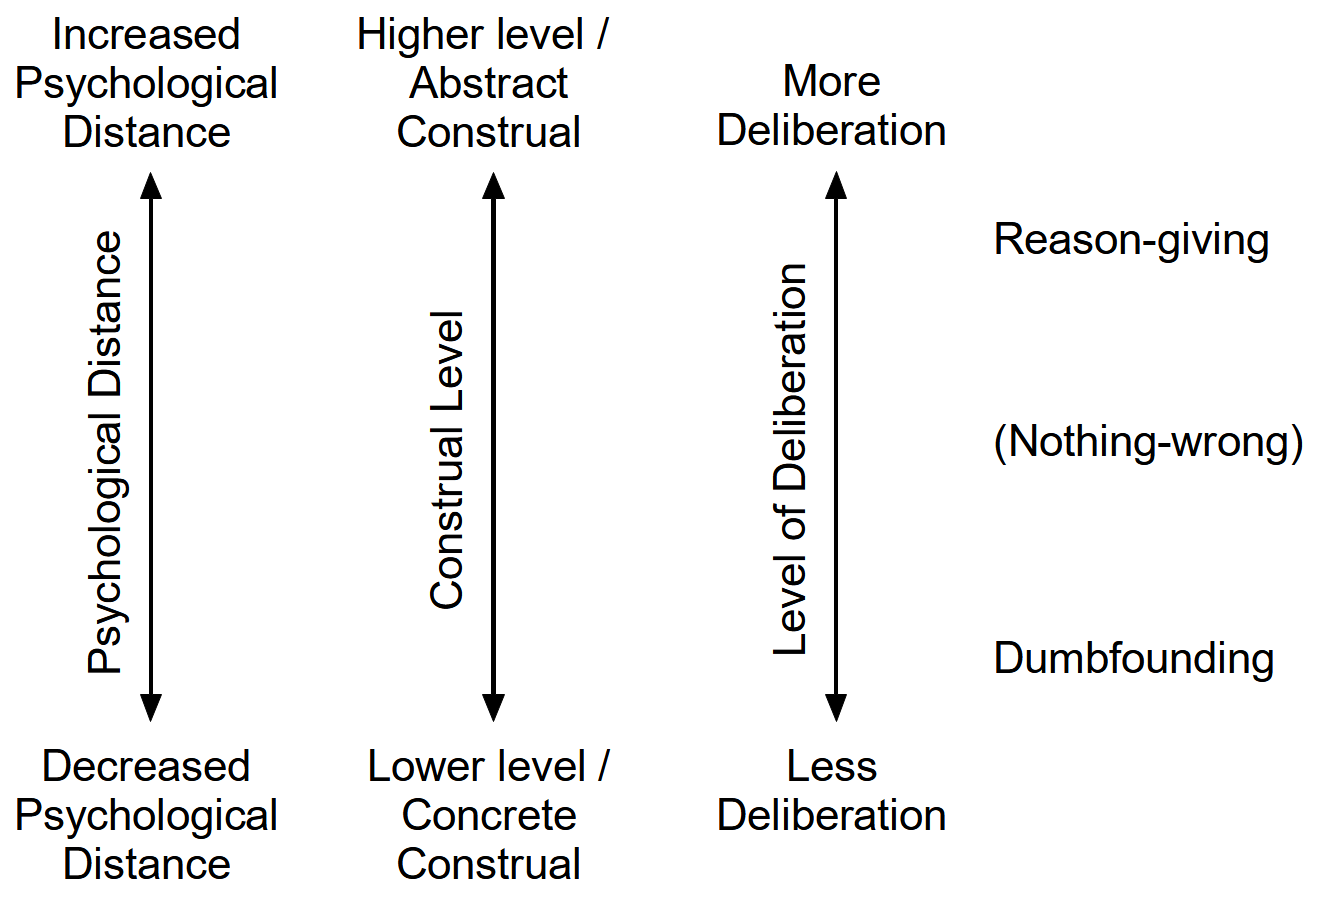 Increased
Psychological
Distance
Higher level /
Abstract
Construal
More
Deliberation
Psychological Distance
Construal Level
Level of Deliberation
Reason-giving
(Nothing-wrong)
Dumbfounding
Decreased
Psychological
Distance
Lower level /
Concrete
Construal
Less
Deliberation